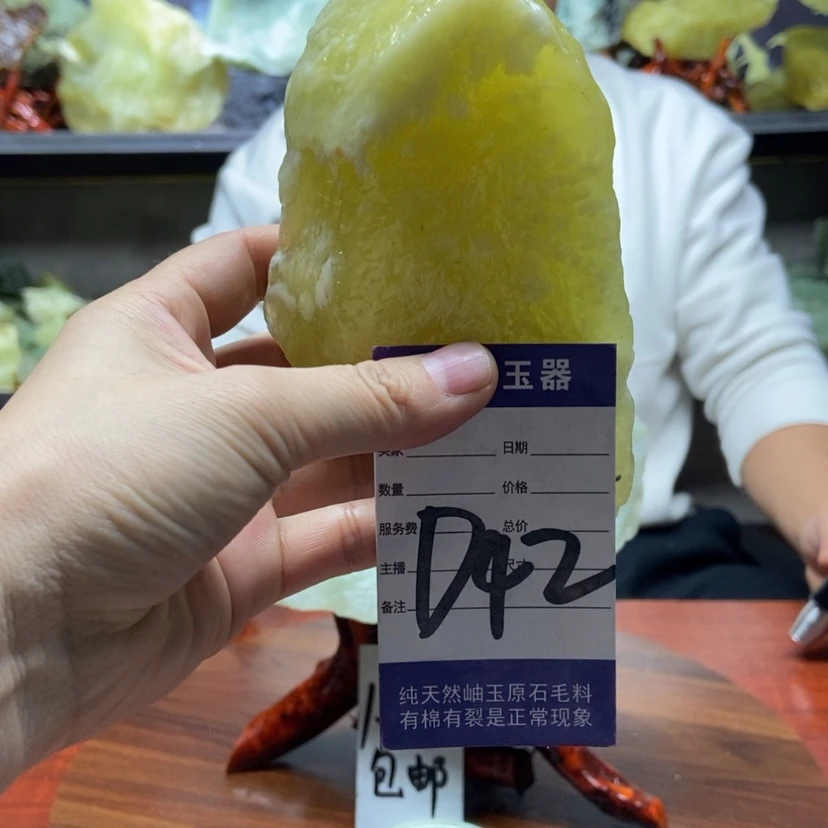 玉器
日期
数量 价格
服务费 总价
主播 尺寸
备注
D42
纯天然岫玉原石毛料
有棉有裂是正常现象
包邮